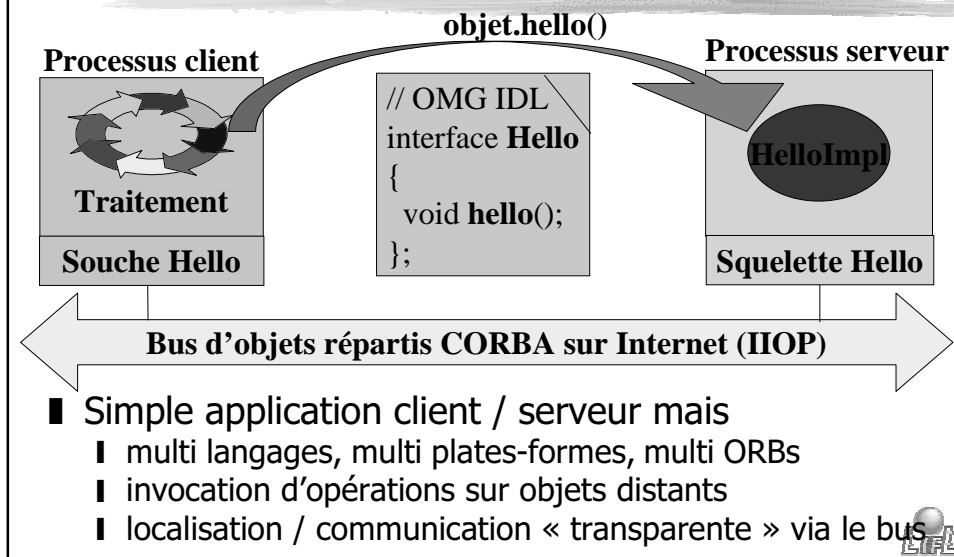 objet.hello()
Processus client
Processus serveur
// OMG IDL
interface Hello
{
void hello();
};
Traitement
HelloImpl
Souche Hello
Squelette Hello
Bus d'objets répartis CORBA sur Internet (IIOP)
Simple application client / serveur mais
multi langages, multi plates-formes, multi ORBs
invocation d'opérations sur objets distants
localisation / communication « transparente » via le bus
LIFL